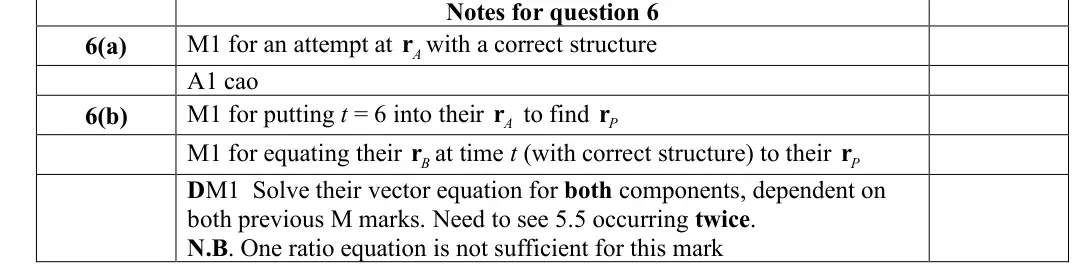 Notes for question 6
6(a) M1 for an attempt at r_A with a correct structure
A1 cao
6(b) M1 for putting t = 6 into their r_A to find r_P
M1 for equating their r_B at time t (with correct structure) to their r_P
DM1 Solve their vector equation for both components, dependent on
both previous M marks. Need to see 5.5 occurring twice.
N.B. One ratio equation is not sufficient for this mark